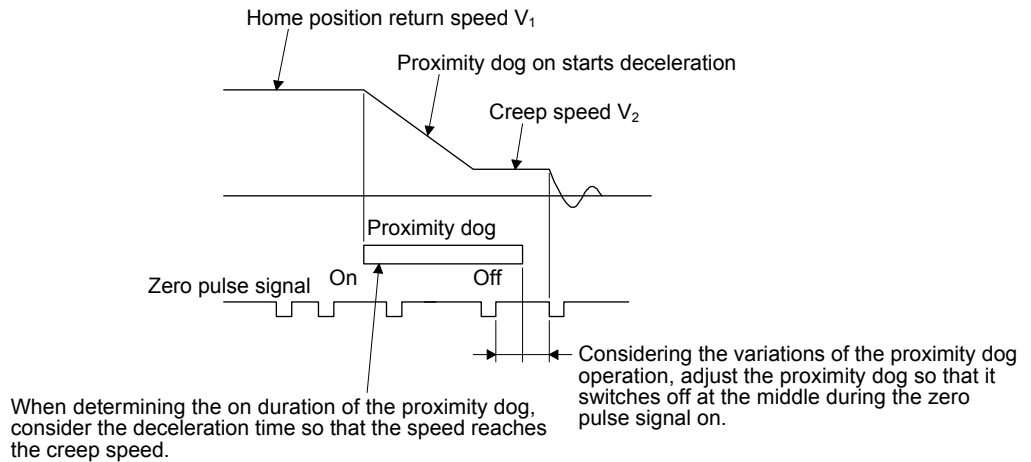 Home position return speed V₁
Proximity dog on starts deceleration
Creep speed V₂
Proximity dog
On
Off
Zero pulse signal
Considering the variations of the proximity dog
operation, adjust the proximity dog so that it
switches off at the middle during the zero
pulse signal on.
When determining the on duration of the proximity dog,
consider the deceleration time so that the speed reaches
the creep speed.